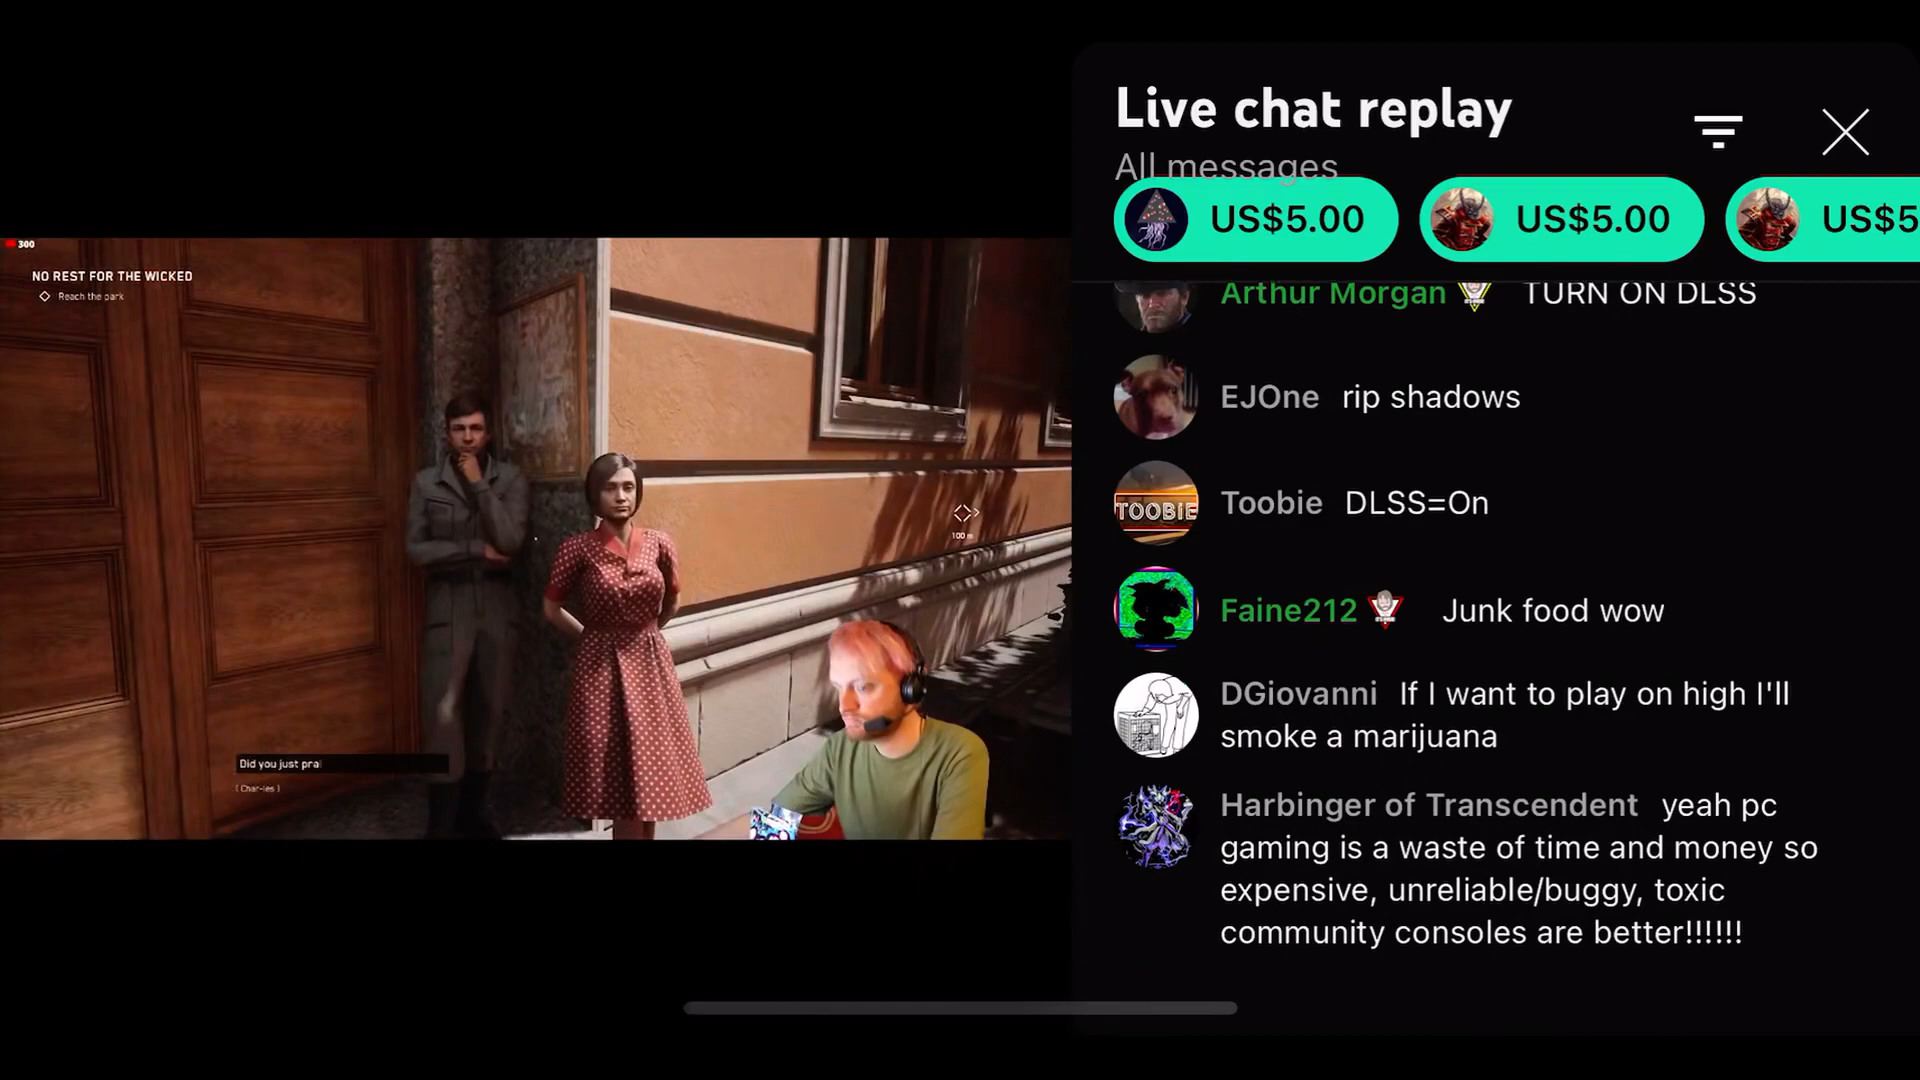 300
NO REST FOR THE WICKED
Reach the park
100 m
Did you just pra
[ Char-les ]
Live chat replay
All messages
US$5.00
US$5.00
US$5
Arthur Morgan TURN ON DLSS
EJOne rip shadows
TOOBIE
Toobie DLSS=On
Faine212 Junk food wow
DGiovanni If I want to play on high I'll
smoke a marijuana
Harbinger of Transcendent yeah pc
gaming is a waste of time and money so
expensive, unreliable/buggy, toxic
community consoles are better!!!!!!